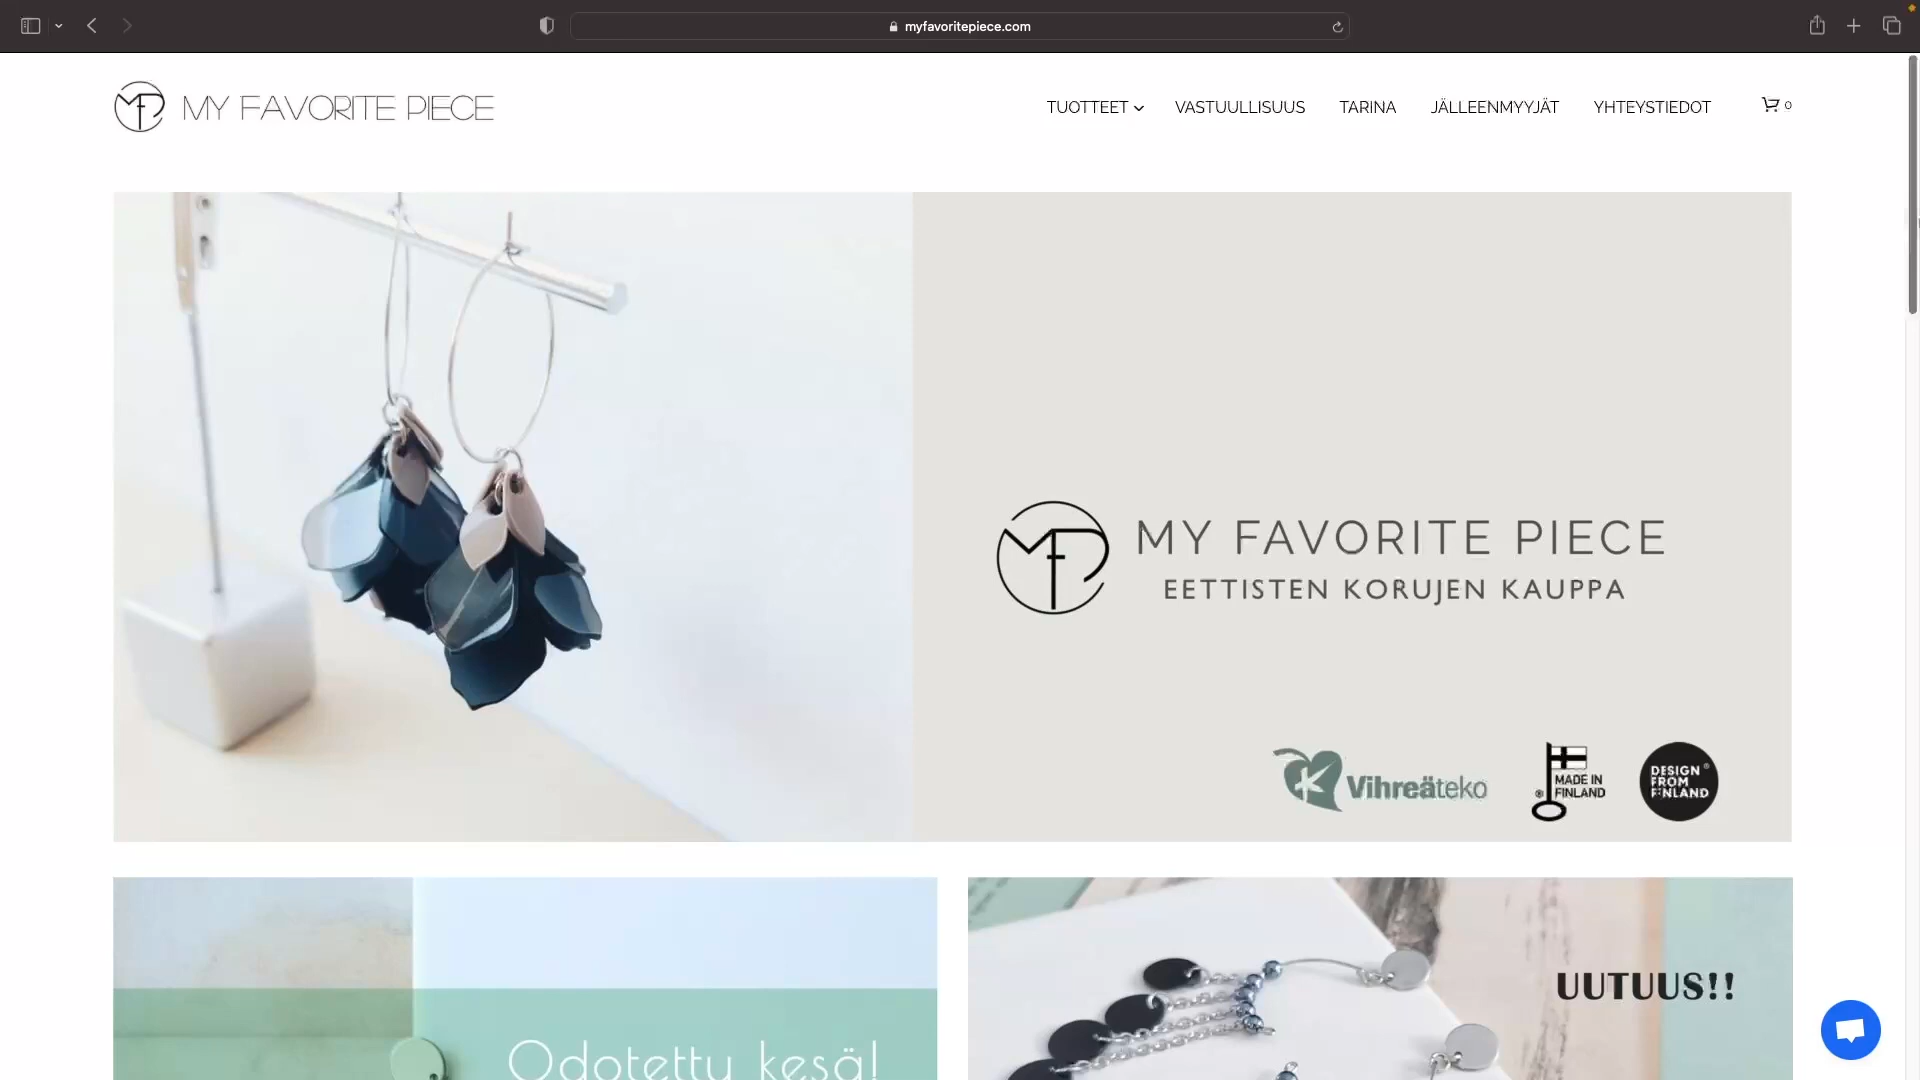 myfavoritepiece.com
MY FAVORITE PIECE
TUOTTEET VASTUULLISUUS TARINA JÄLLEENMYYJÄT YHTEYSTIEDOT 0
MY FAVORITE PIECE
EETTISTEN KORUJEN KAUPPA
Vihreäteko
MADE IN
FINLAND
DESIGN
FROM
FINLAND
Odotettu kesä!
UUTUUS!!